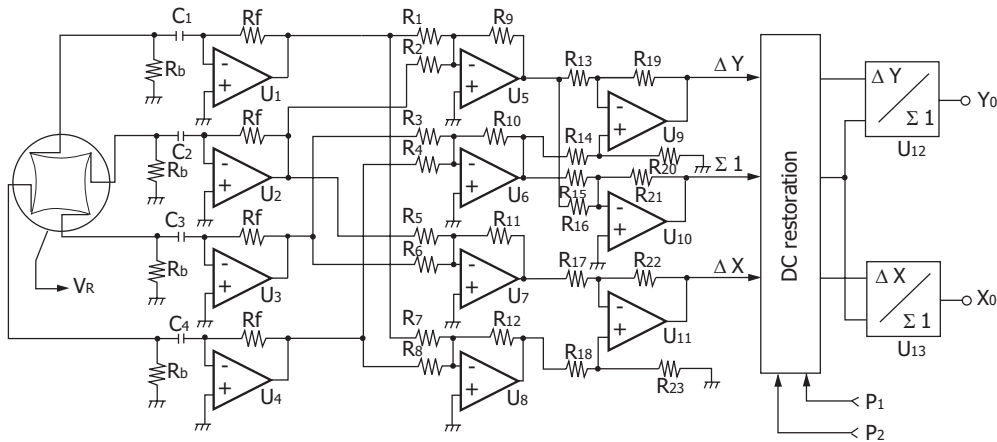 C1 Rf R1 R9
Rb R2 R13 R19 ΔY ΔY
- + U1 - + U5 - + U9 Σ1 U12 Y0
Rf R3 R10 R14 R20 Σ1
C2 Rb - + U2 R4 - + U6 R15 R21
R16 - + U10
C3 Rf R5 R11 DC restoration
Rb R6 R17 R22 ΔX ΔX
VR - + U3 - + U7 - + U11 Σ1 U13 X0
C4 Rf R7 R12
Rb R8 R18 R23
- + U4 - + U8
P1
P2